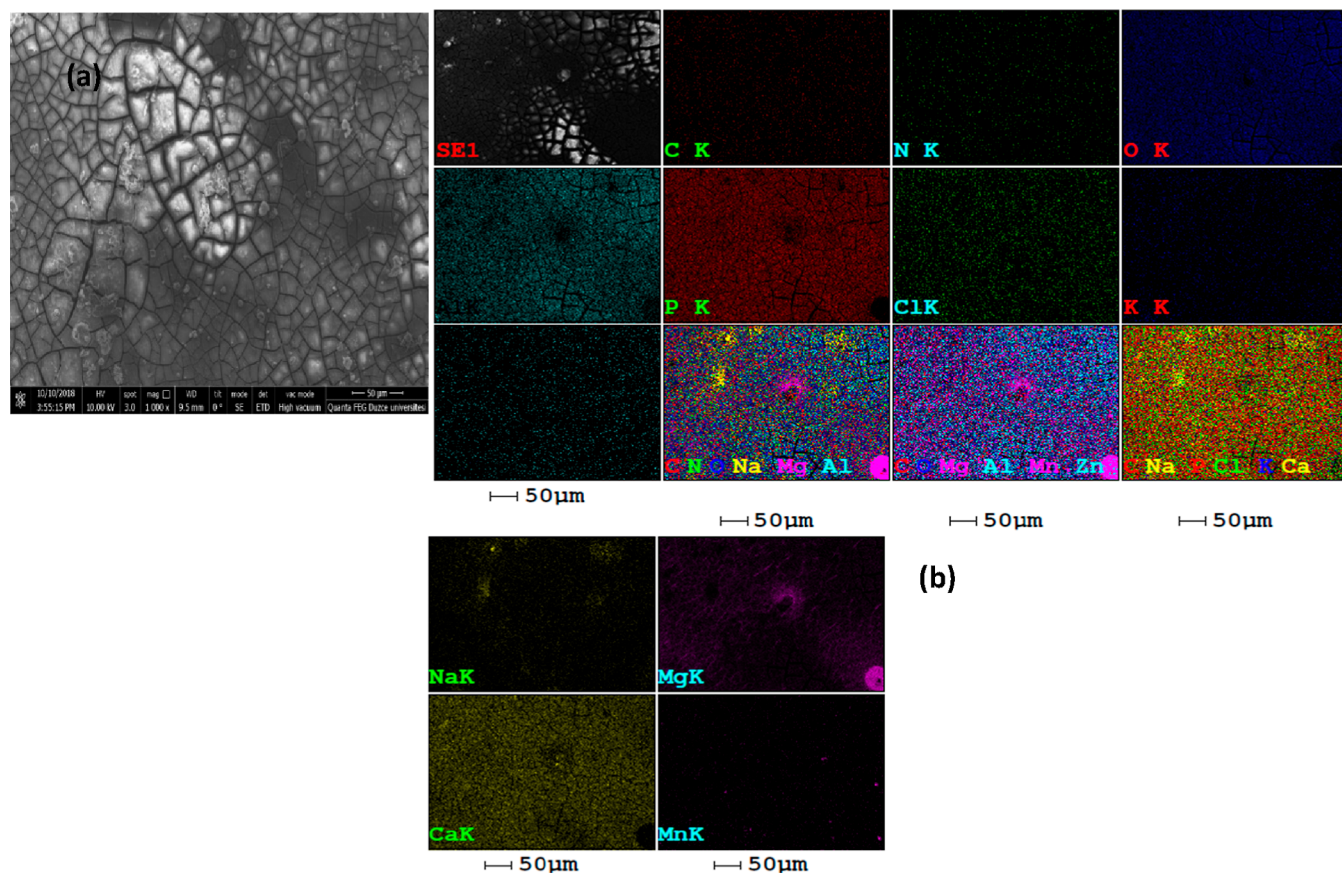 (a)
10/10/2018 HV spot mag WD tilt mode det vac mode 50 µm
3:55:15 PM 10.00 kV 3.0 1 000 x 9.5 mm 0 ° SE ETD High vacuum Quanta FEG Duzce universitesi
SE1 C K N K O K
P K ClK K K
C N O Na Mg Al
C O Mg Al Mn Zn
C Na P Cl K Ca
50µm
50µm
50µm
50µm
(b)
NaK MgK
CaK MnK
50µm
50µm